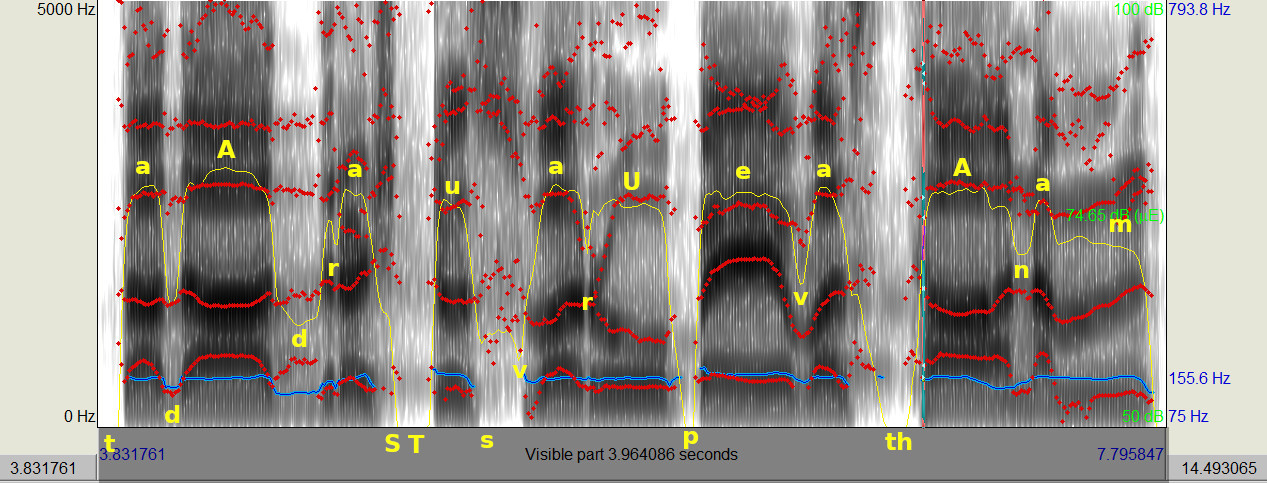 5000 Hz
100 dB
793.8 Hz
a
A
a
u
a
U
e
a
A
a
74.65 dB (µE)
m
r
n
r
v
d
v
155.6 Hz
d
0 Hz
50 dB
75 Hz
t
S T
s
p
th
3.831761
Visible part 3.964086 seconds
7.795847
3.831761
14.493065